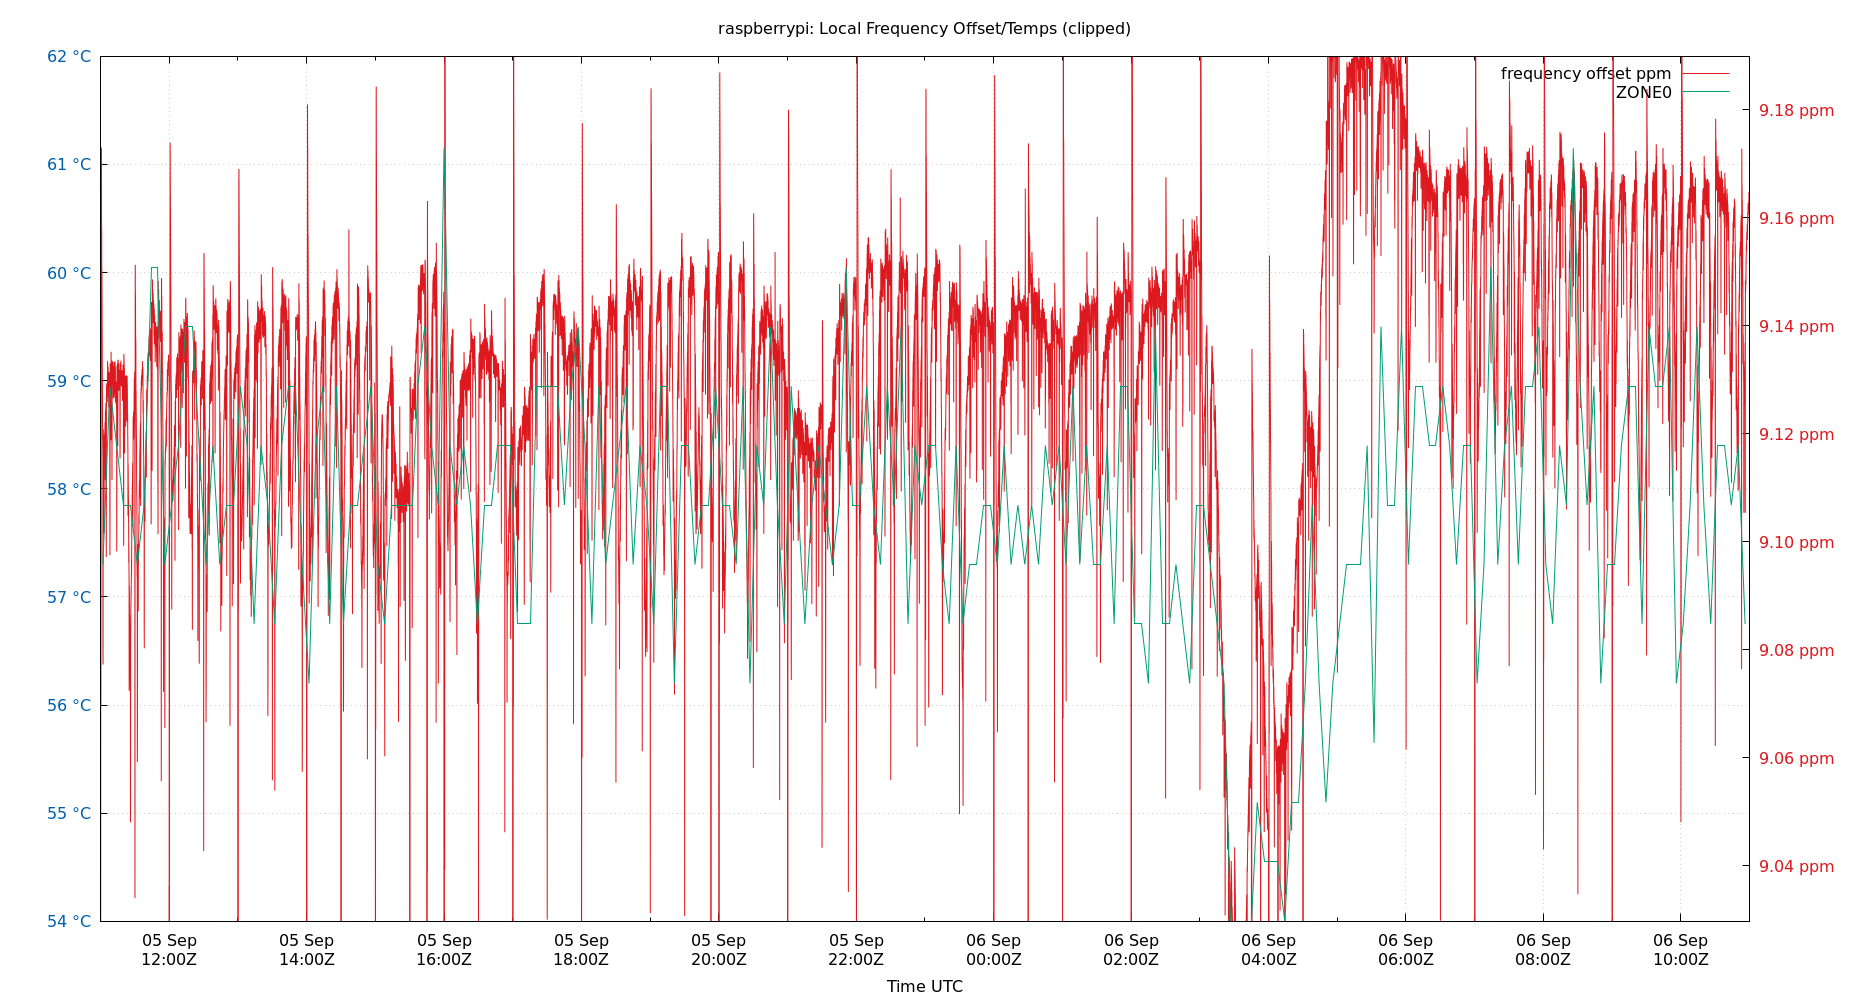 raspberrypi: Local Frequency Offset/Temps (clipped)
frequency offset ppm
ZONE0
62 °C
61 °C
60 °C
59 °C
58 °C
57 °C
56 °C
55 °C
54 °C
9.18 ppm
9.16 ppm
9.14 ppm
9.12 ppm
9.10 ppm
9.08 ppm
9.06 ppm
9.04 ppm
05 Sep 05 Sep 05 Sep 05 Sep 05 Sep 05 Sep 06 Sep 06 Sep 06 Sep 06 Sep 06 Sep 06 Sep
12:00Z 14:00Z 16:00Z 18:00Z 20:00Z 22:00Z 00:00Z 02:00Z 04:00Z 06:00Z 08:00Z 10:00Z
Time UTC